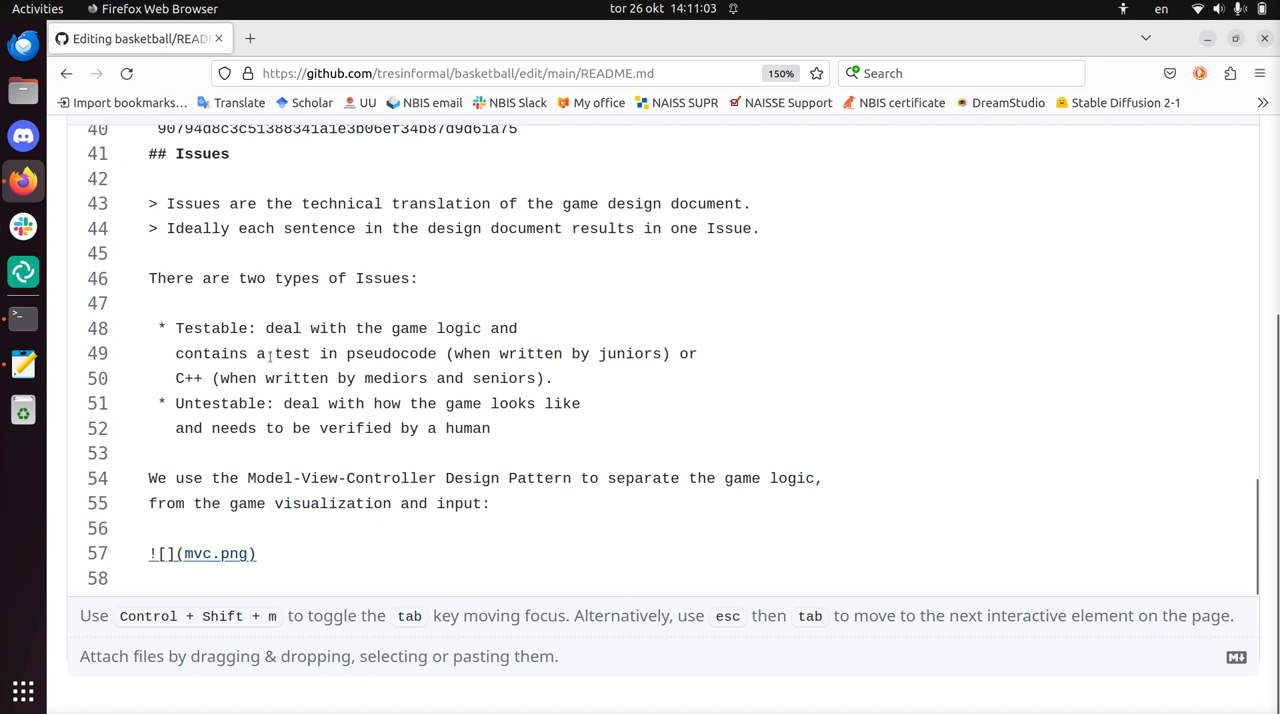 Activities
Firefox Web Browser
tor 26 okt 14:11:03
en
Editing basketball/READ
https://github.com/tresinformal/basketball/edit/main/README.md
150%
Search
Import bookmarks...
Translate
Scholar
UU
NBIS email
NBIS Slack
My office
NAISS SUPR
NAISSE Support
NBIS certificate
DreamStudio
Stable Diffusion 2-1
41 ## Issues
42
43 > Issues are the technical translation of the game design document.
44 > Ideally each sentence in the design document results in one Issue.
45
46 There are two types of Issues:
47
48 * Testable: deal with the game logic and
49 contains a test in pseudocode (when written by juniors) or
50 C++ (when written by mediors and seniors).
51 * Untestable: deal with how the game looks like
52 and needs to be verified by a human
53
54 We use the Model-View-Controller Design Pattern to separate the game logic,
55 from the game visualization and input:
56
57 ![](mvc.png)
58
Use Control + Shift + m to toggle the tab key moving focus. Alternatively, use esc then tab to move to the next interactive element on the page.
Attach files by dragging & dropping, selecting or pasting them.